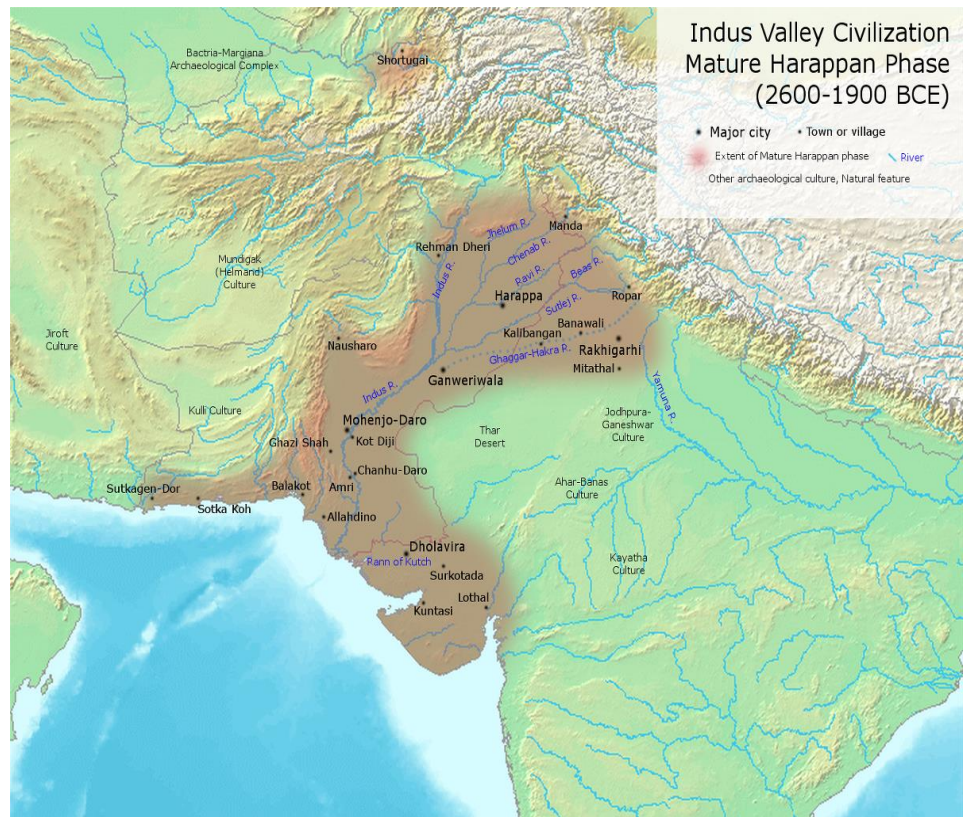 Indus Valley Civilization
Mature Harappan Phase
(2600-1900 BCE)
Major city
Town or village
Extent of Mature Harappan phase
River
Other archaeological culture, Natural feature
Bactria-Margiana
Archaeological Complex
Shortugai
Manda
Jhelum R.
Rehman Dheri
Chenab R.
Mundigak
(Helmand)
Culture
Indus R.
Ravi R.
Beas R.
Harappa
Ropar
Sutlej R.
Jiroft
Culture
Nausharo
Kalibangan
Banawali
Rakhigarhi
Ghaggar-Hakra R.
Mitathal
Ganweriwala
Indus R.
Yamuna R.
Kulli Culture
Mohenjo-Daro
Jodhpura-
Ganeshwar
Culture
Thar
Desert
Ghazi Shah
Kot Diji
Chanhu-Daro
Sutkagen-Dor
Balakot
Amri
Ahar-Banas
Culture
Sotka Koh
Allahdino
Dholavira
Rann of Kutch
Kayatha
Culture
Surkotada
Lothal
Kuntasi